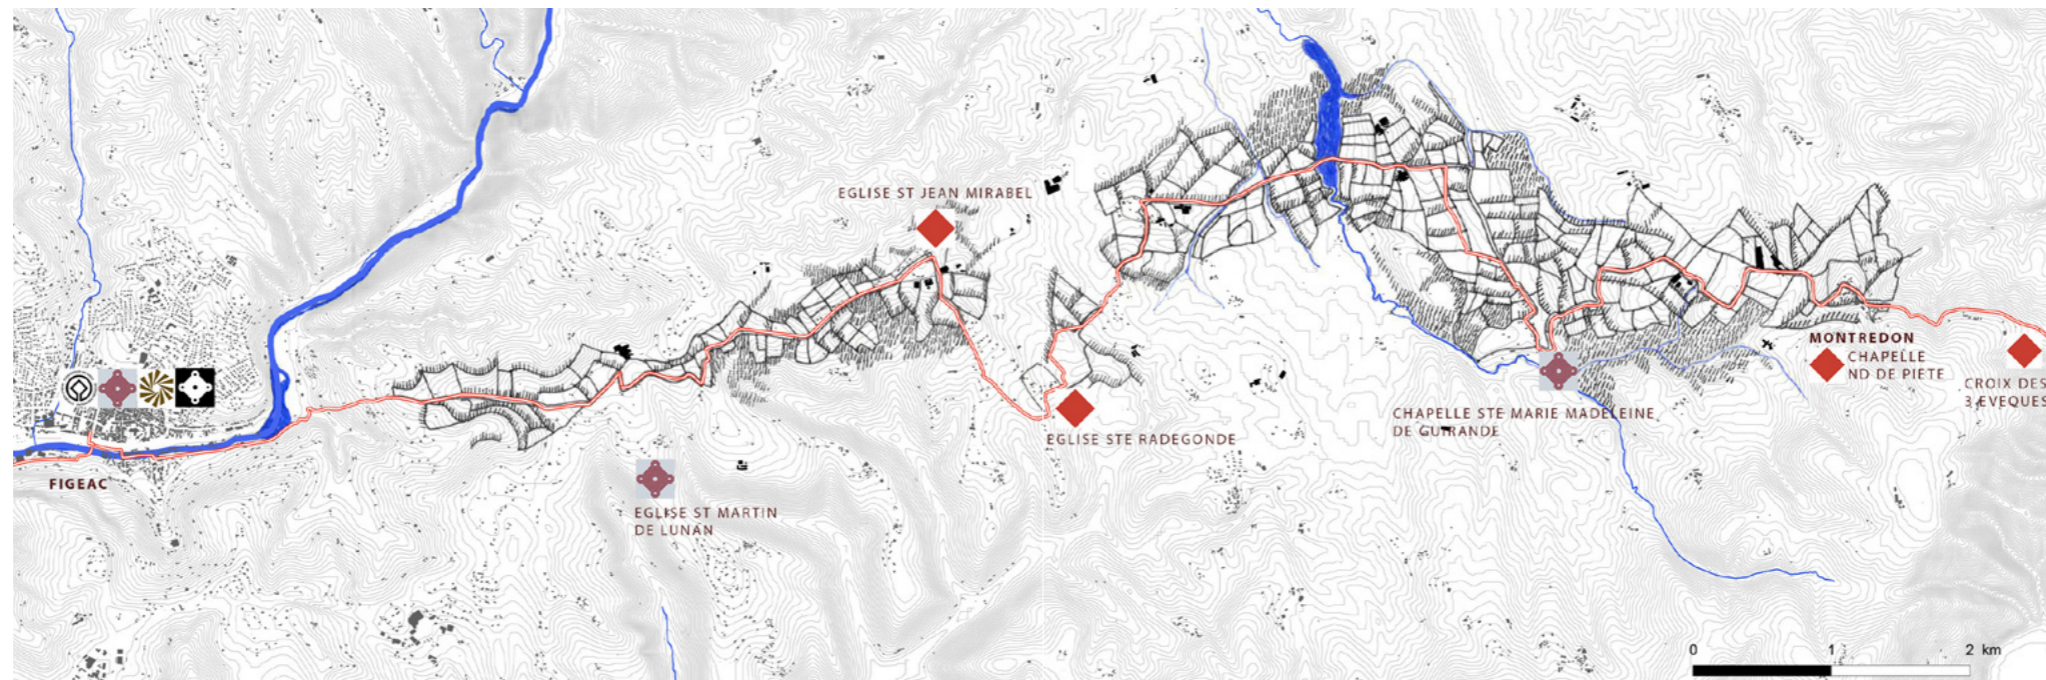 EGLISE ST JEAN MIRABEL
MONTREDON
CHAPELLE
ND DE PIETE
CROIX DES
3 EVEQUES
CHAPELLE STE MARIE MADELEINE
DE GUIRANDE
EGLISE STE RADEGONDE
FIGEAC
EGLISE ST MARTIN
DE LUNAN
0 1 2 km